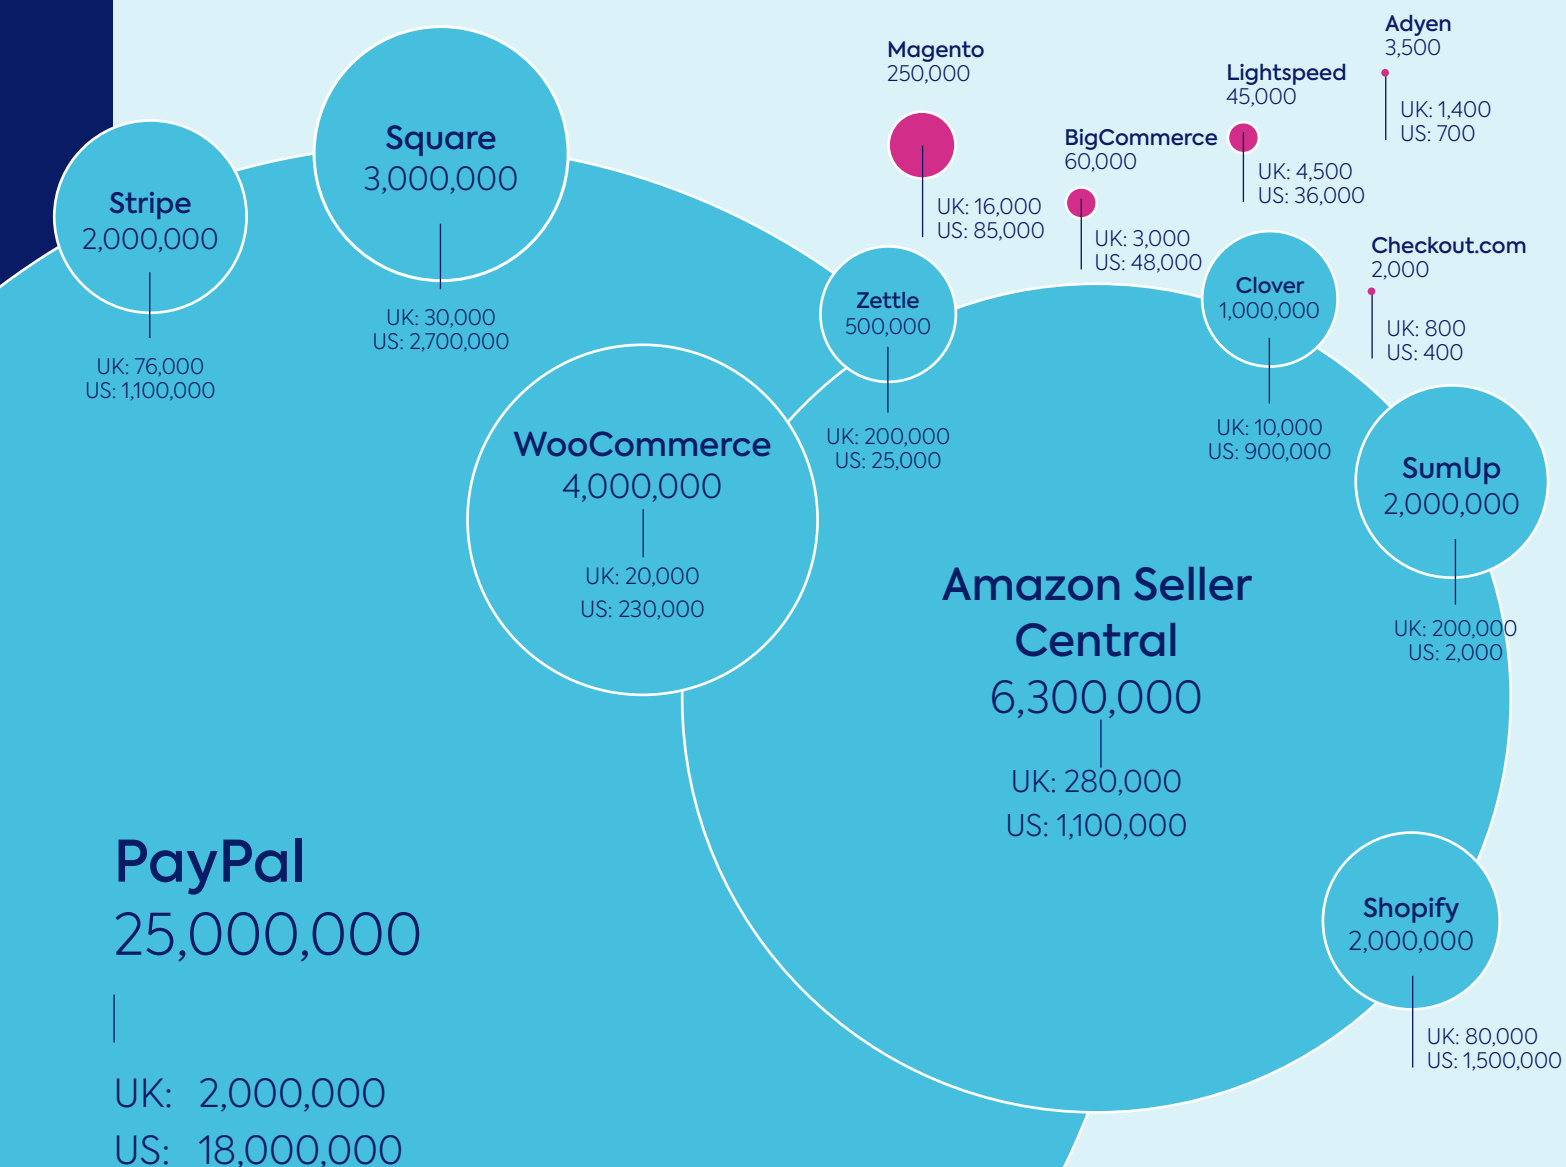 Stripe
2,000,000
UK: 76,000
US: 1,100,000
Square
3,000,000
UK: 30,000
US: 2,700,000
WooCommerce
4,000,000
UK: 20,000
US: 230,000
Magento
250,000
UK: 16,000
US: 85,000
Zettle
500,000
UK: 200,000
US: 25,000
BigCommerce
60,000
UK: 3,000
US: 48,000
Lightspeed
45,000
UK: 4,500
US: 36,000
Adyen
3,500
UK: 1,400
US: 700
Clover
1,000,000
UK: 10,000
US: 900,000
Checkout.com
2,000
UK: 800
US: 400
SumUp
2,000,000
UK: 200,000
US: 2,000
Amazon Seller
Central
6,300,000
UK: 280,000
US: 1,100,000
PayPal
25,000,000
UK: 2,000,000
US: 18,000,000
Shopify
2,000,000
UK: 80,000
US: 1,500,000